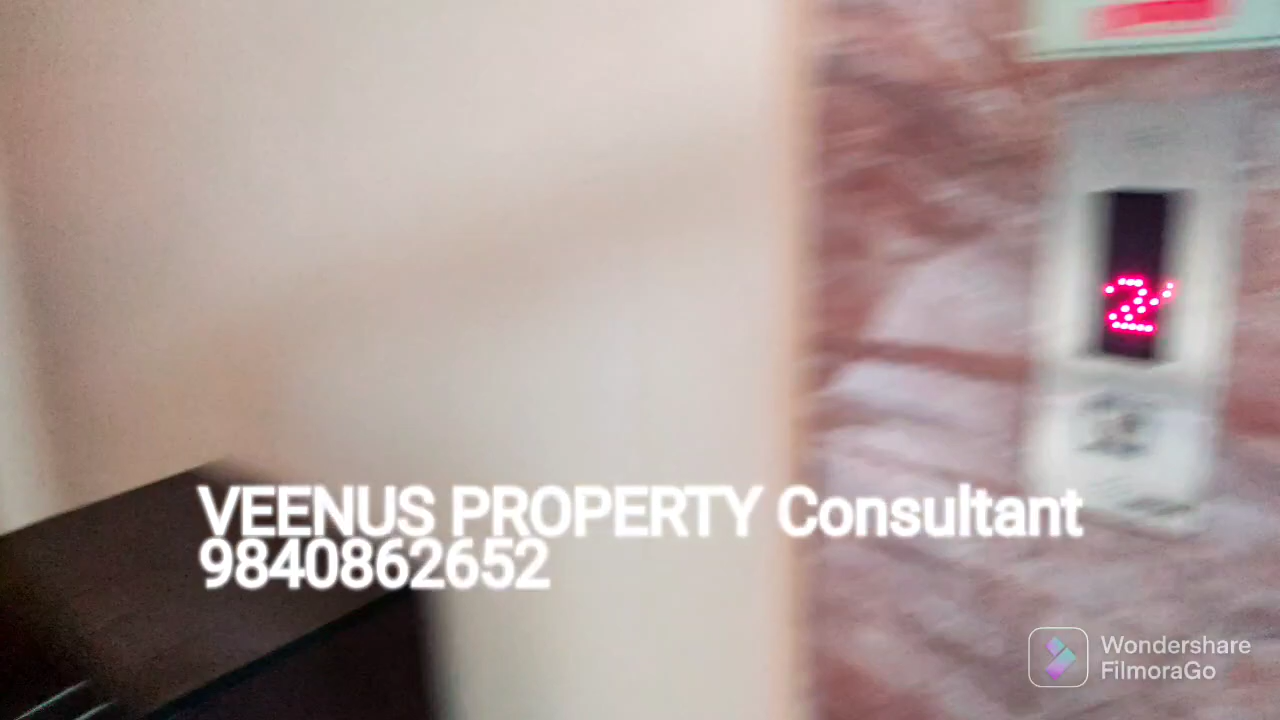 2
VEENUS PROPERTY Consultant
9840862652
Wondershare
FilmoraGo